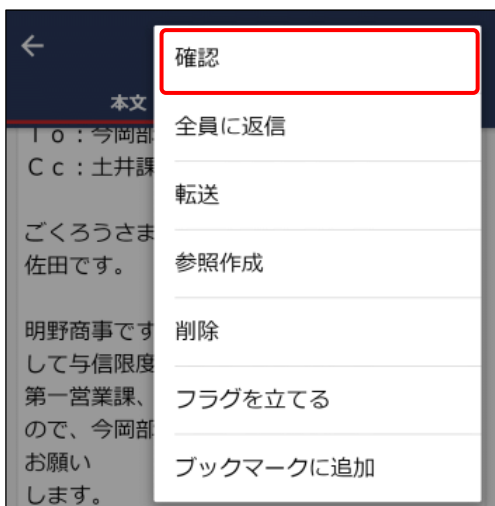 本文
To：今岡部
Cc：土井課
ごくろうさま
佐田です。
明野商事です
して与信限度
第一営業課、
ので、今岡部
お願い
します。
確認
全員に返信
転送
参照作成
削除
フラグを立てる
ブックマークに追加